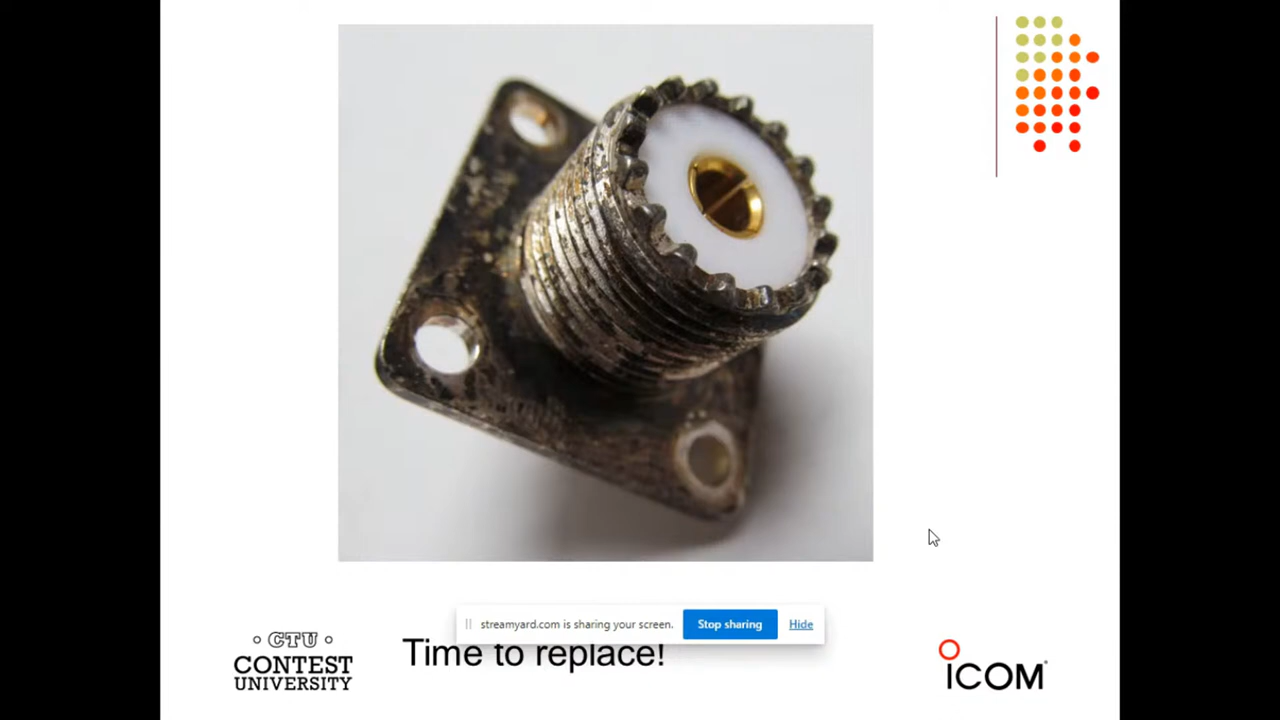 streamyard.com is sharing your screen.
Stop sharing
Hide
Time to replace!
· CTU ·
CONTEST
UNIVERSITY
ICOM